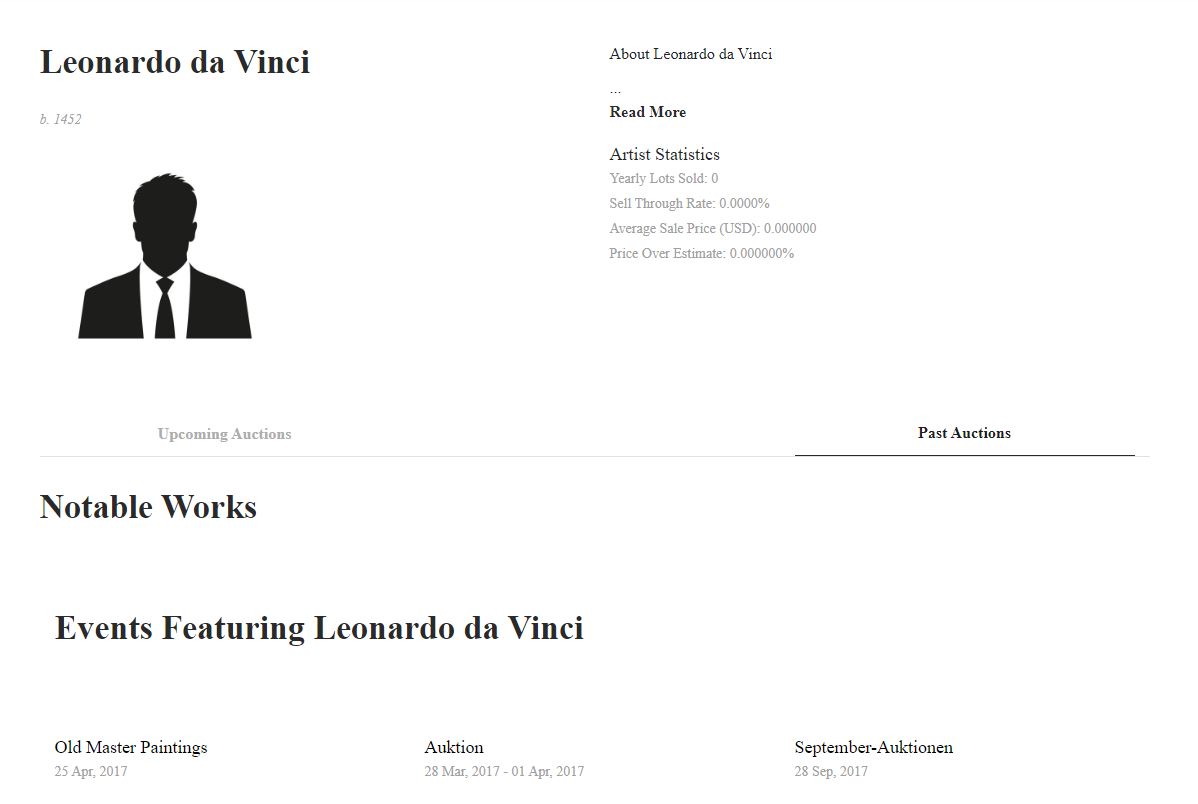 Leonardo da Vinci
b. 1452
About Leonardo da Vinci
...
Read More
Artist Statistics
Yearly Lots Sold: 0
Sell Through Rate: 0.0000%
Average Sale Price (USD): 0.000000
Price Over Estimate: 0.000000%
Upcoming Auctions
Past Auctions
Notable Works
Events Featuring Leonardo da Vinci
Old Master Paintings
25 Apr, 2017
Auktion
28 Mar, 2017 - 01 Apr, 2017
September-Auktionen
28 Sep, 2017